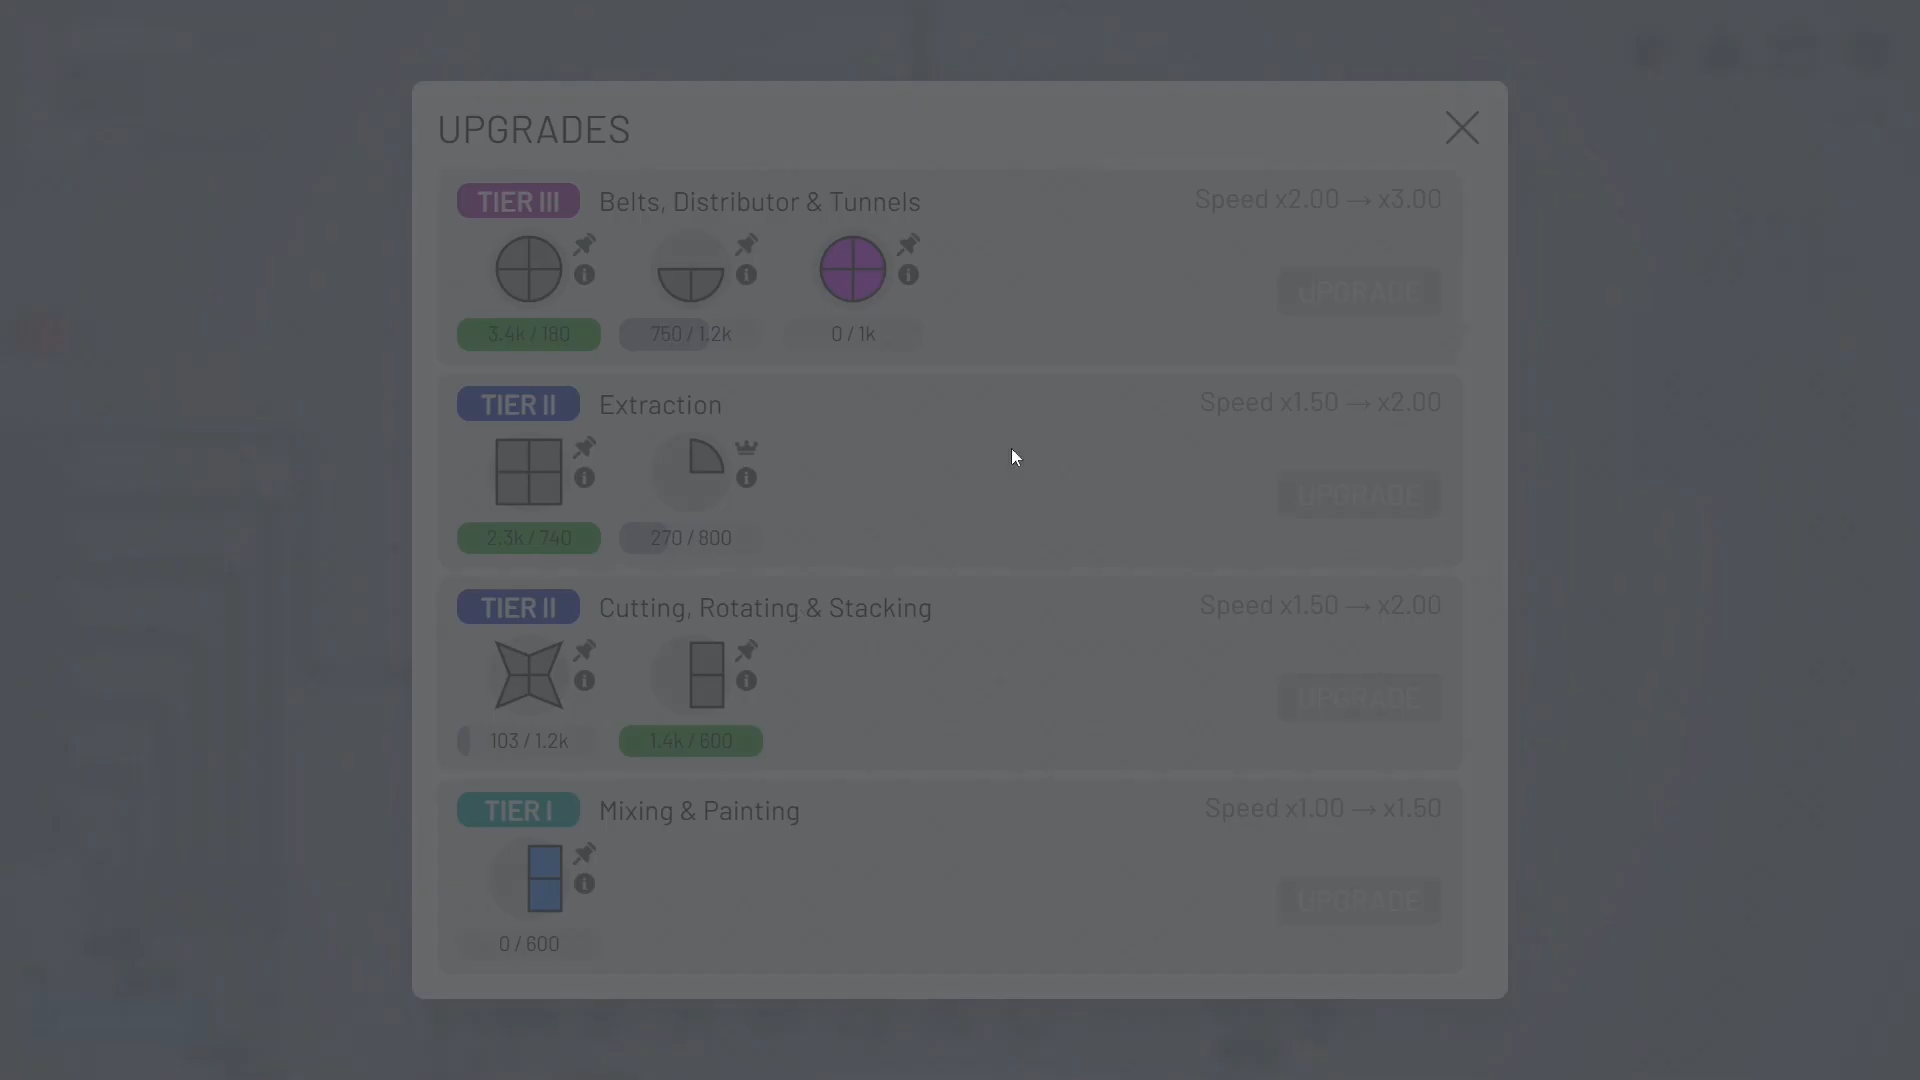 UPGRADES
TIER III Belts, Distributor & Tunnels Speed x2.00 → x3.00
UPGRADE
3.4k / 180 750 / 1.2k 0 / 1k
TIER II Extraction Speed x1.50 → x2.00
UPGRADE
2.3k / 740 270 / 800
TIER II Cutting, Rotating & Stacking Speed x1.50 → x2.00
UPGRADE
103 / 1.2k 1.4k / 600
TIER I Mixing & Painting Speed x1.00 → x1.50
UPGRADE
0 / 600